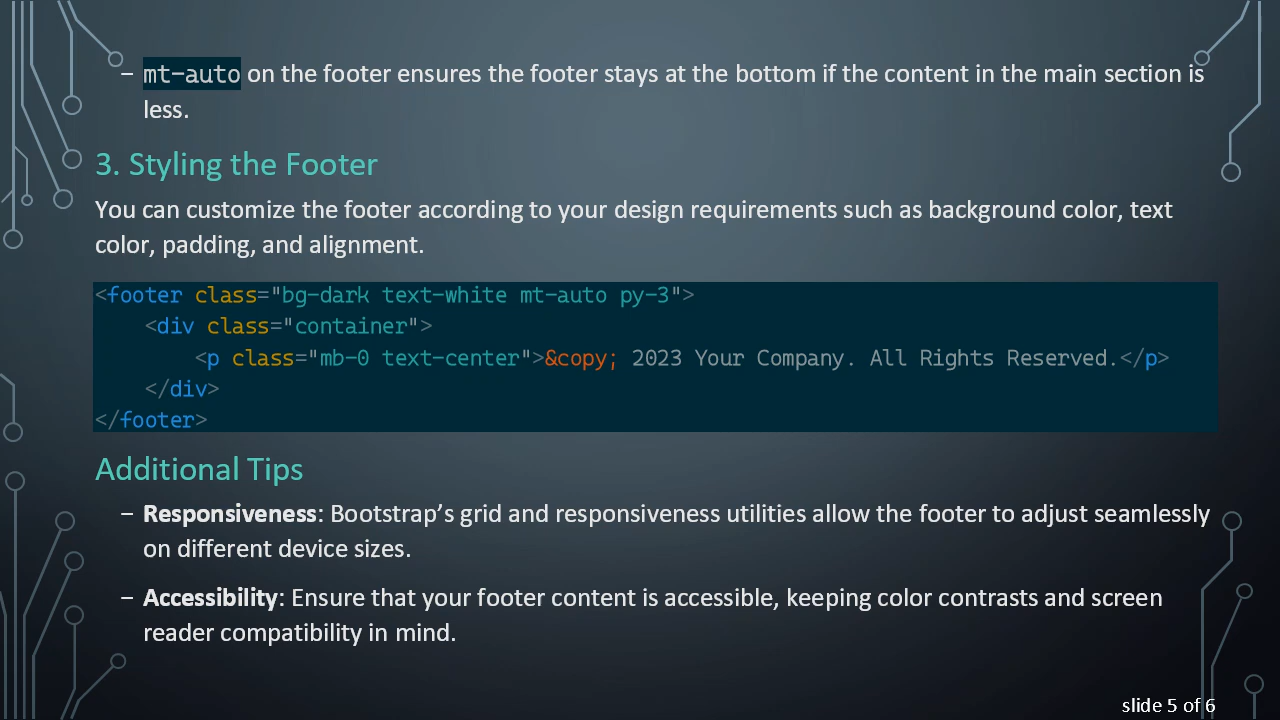 – mt-auto on the footer ensures the footer stays at the bottom if the content in the main section is
less.
3. Styling the Footer
You can customize the footer according to your design requirements such as background color, text
color, padding, and alignment.
<footer class="bg-dark text-white mt-auto py-3">
    <div class="container">
        <p class="mb-0 text-center">&copy; 2023 Your Company. All Rights Reserved.</p>
    </div>
</footer>
Additional Tips
– Responsiveness: Bootstrap’s grid and responsiveness utilities allow the footer to adjust seamlessly
on different device sizes.
– Accessibility: Ensure that your footer content is accessible, keeping color contrasts and screen
reader compatibility in mind.
slide 5 of 6